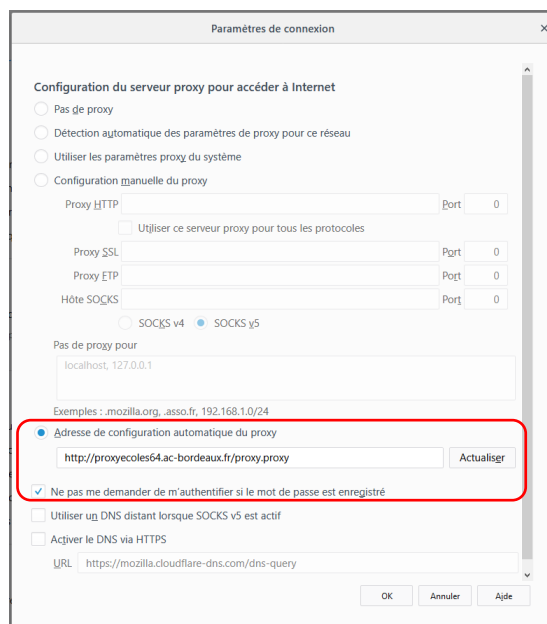 Paramètres de connexion
Configuration du serveur proxy pour accéder à Internet
Pas de proxy
Détection automatique des paramètres de proxy pour ce réseau
Utiliser les paramètres proxy du système
Configuration manuelle du proxy
Proxy HTTP Port 0
Utiliser ce serveur proxy pour tous les protocoles
Proxy SSL Port 0
Proxy FTP Port 0
Hôte SOCKS Port 0
SOCKS v4 SOCKS v5
Pas de proxy pour
localhost, 127.0.0.1
Exemples : .mozilla.org, .asso.fr, 192.168.1.0/24
Adresse de configuration automatique du proxy
http://proxyecoles64.ac-bordeaux.fr/proxy.proxy Actualiser
Ne pas me demander de m'authentifier si le mot de passe est enregistré
Utiliser un DNS distant lorsque SOCKS v5 est actif
Activer le DNS via HTTPS
URL https://mozilla.cloudflare-dns.com/dns-query
OK Annuler Aide